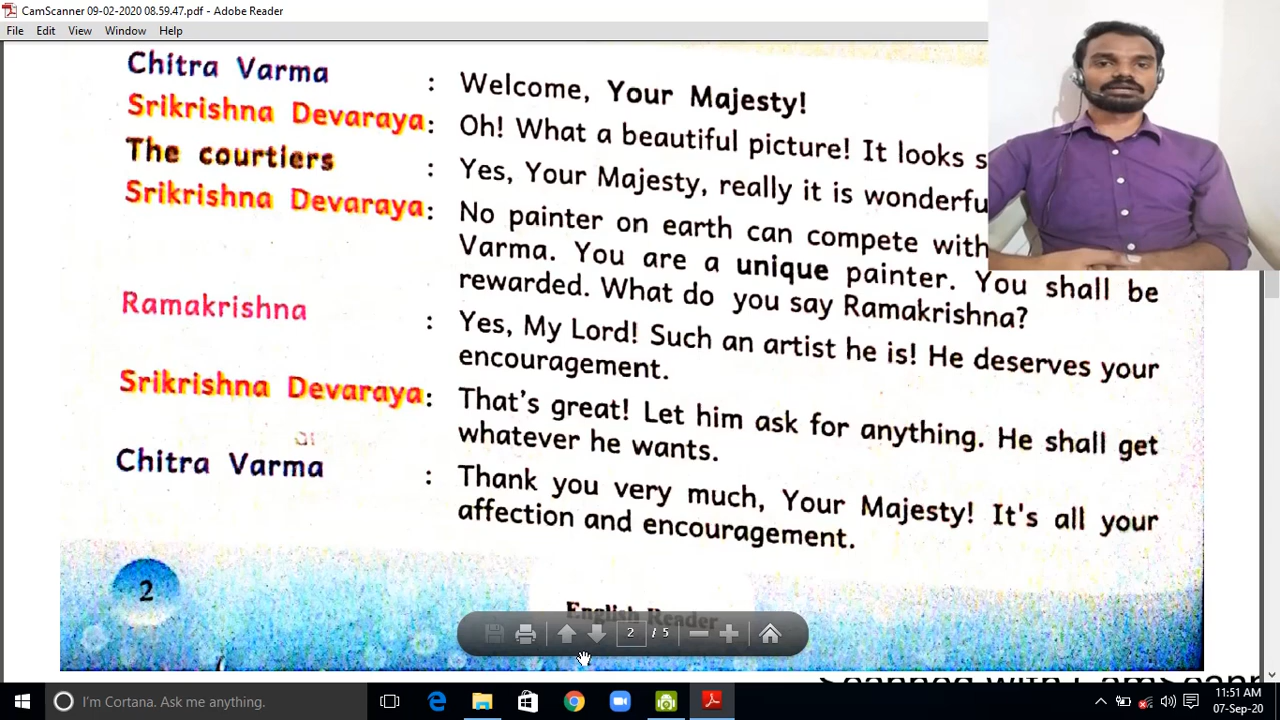 CamScanner 09-02-2020 08.59.47.pdf - Adobe Reader
File Edit View Window Help
Chitra Varma : Welcome, Your Majesty!
Srikrishna Devaraya: Oh! What a beautiful picture! It looks
The courtiers : Yes, Your Majesty, really it is
Srikrishna Devaraya: No painter on earth can compete with
Varma. You are a unique painter. You shall be
rewarded. What do you say Ramakrishna?
Ramakrishna : Yes, My Lord! Such an artist he is! He deserves your
encouragement.
Srikrishna Devaraya: That's great! Let him ask for anything. He shall get
whatever he wants.
Chitra Varma : Thank you very much, Your Majesty! It's all your
affection and encouragement.
2
English Reader
2 / 5
I'm Cortana. Ask me anything.
11:51 AM
07-Sep-20